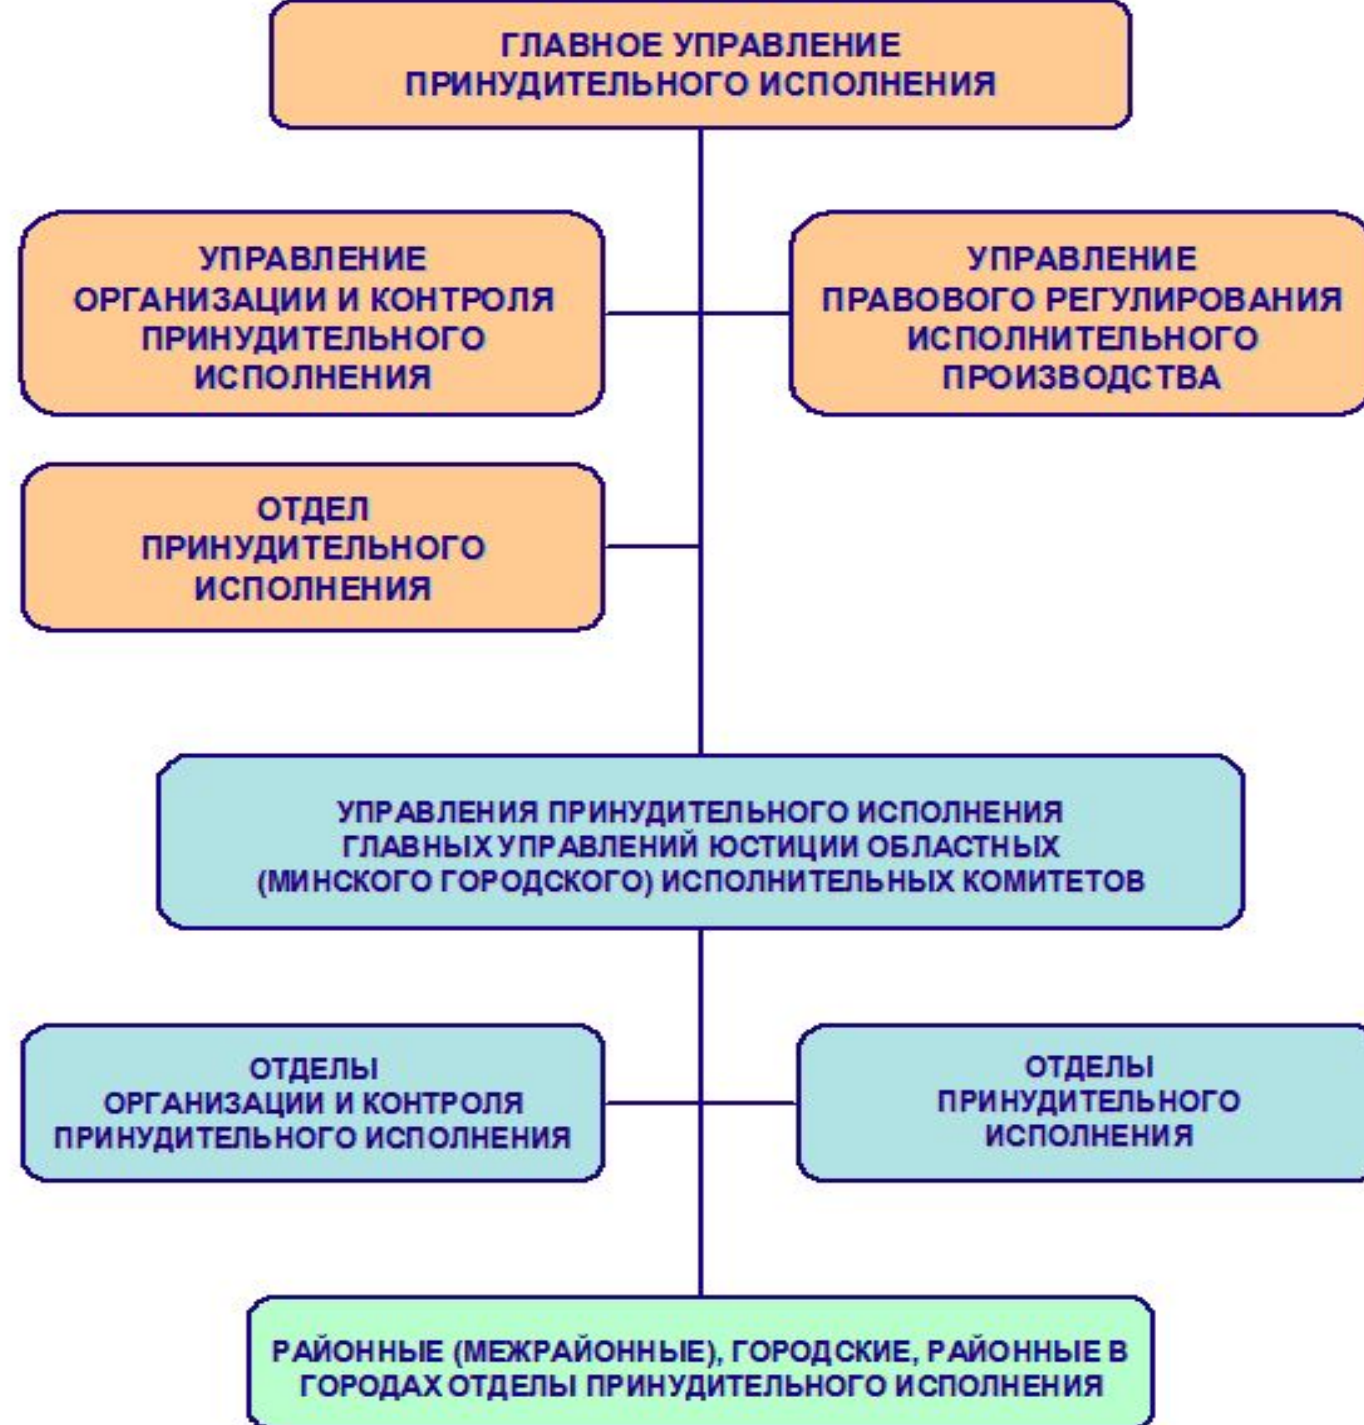 ГЛАВНОЕ УПРАВЛЕНИЕ
ПРИНУДИТЕЛЬНОГО ИСПОЛНЕНИЯ
УПРАВЛЕНИЕ
ОРГАНИЗАЦИИ И КОНТРОЛЯ
ПРИНУДИТЕЛЬНОГО
ИСПОЛНЕНИЯ
УПРАВЛЕНИЕ
ПРАВОВОГО РЕГУЛИРОВАНИЯ
ИСПОЛНИТЕЛЬНОГО
ПРОИЗВОДСТВА
ОТДЕЛ
ПРИНУДИТЕЛЬНОГО
ИСПОЛНЕНИЯ
УПРАВЛЕНИЯ ПРИНУДИТЕЛЬНОГО ИСПОЛНЕНИЯ
ГЛАВНЫХ УПРАВЛЕНИЙ ЮСТИЦИИ ОБЛАСТНЫХ
(МИНСКОГО ГОРОДСКОГО) ИСПОЛНИТЕЛЬНЫХ КОМИТЕТОВ
ОТДЕЛЫ
ОРГАНИЗАЦИИ И КОНТРОЛЯ
ПРИНУДИТЕЛЬНОГО ИСПОЛНЕНИЯ
ОТДЕЛЫ
ПРИНУДИТЕЛЬНОГО
ИСПОЛНЕНИЯ
РАЙОННЫЕ (МЕЖРАЙОННЫЕ), ГОРОДСКИЕ, РАЙОННЫЕ В
ГОРОДАХ ОТДЕЛЫ ПРИНУДИТЕЛЬНОГО ИСПОЛНЕНИЯ